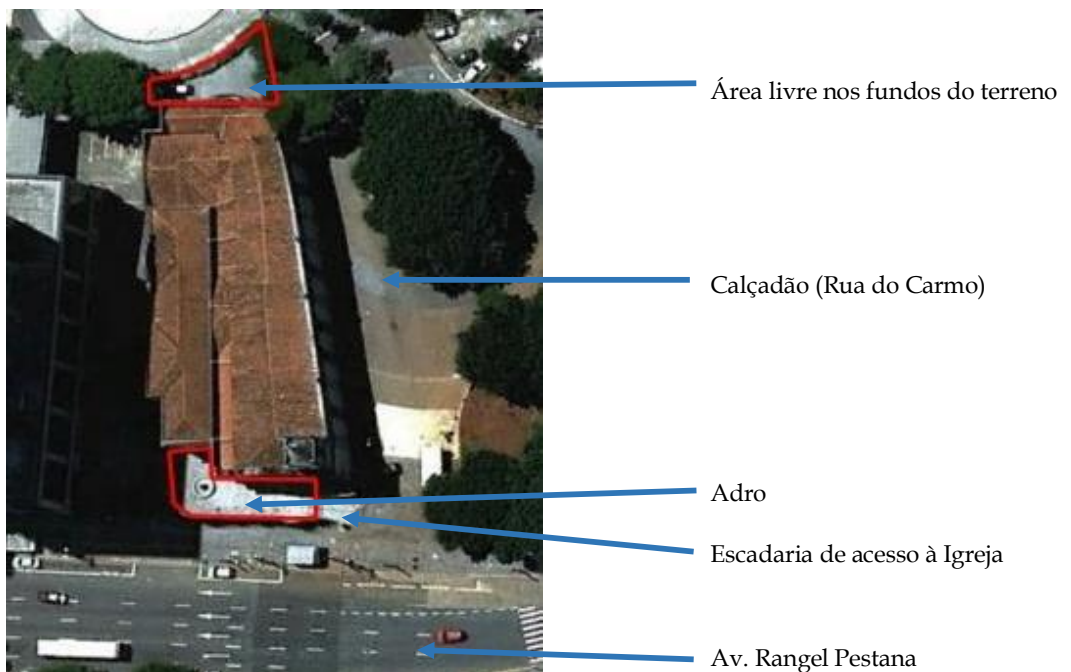 Área livre nos fundos do terreno
Calçadão (Rua do Carmo)
Adro
Escadaria de acesso à Igreja
Av. Rangel Pestana